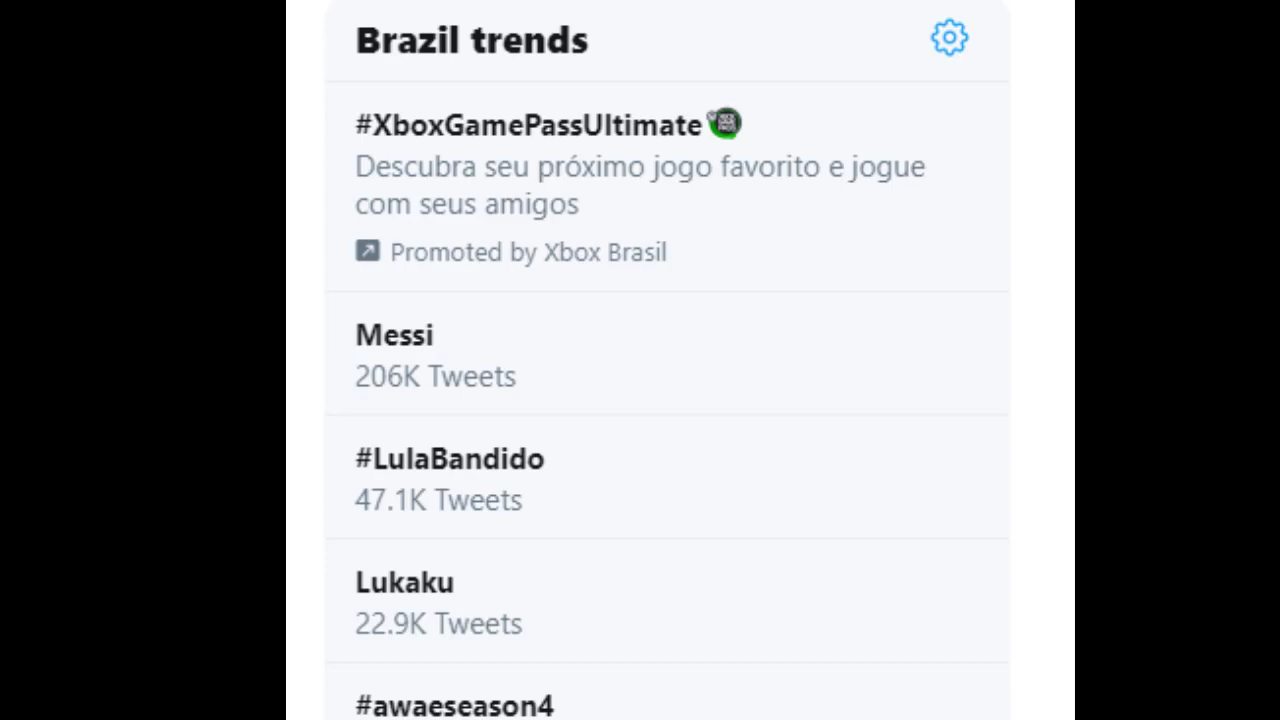 Brazil trends
#XboxGamePassUltimate
Descubra seu próximo jogo favorito e jogue
com seus amigos
Promoted by Xbox Brasil
Messi
206K Tweets
#LulaBandido
47.1K Tweets
Lukaku
22.9K Tweets
#awaeseason4